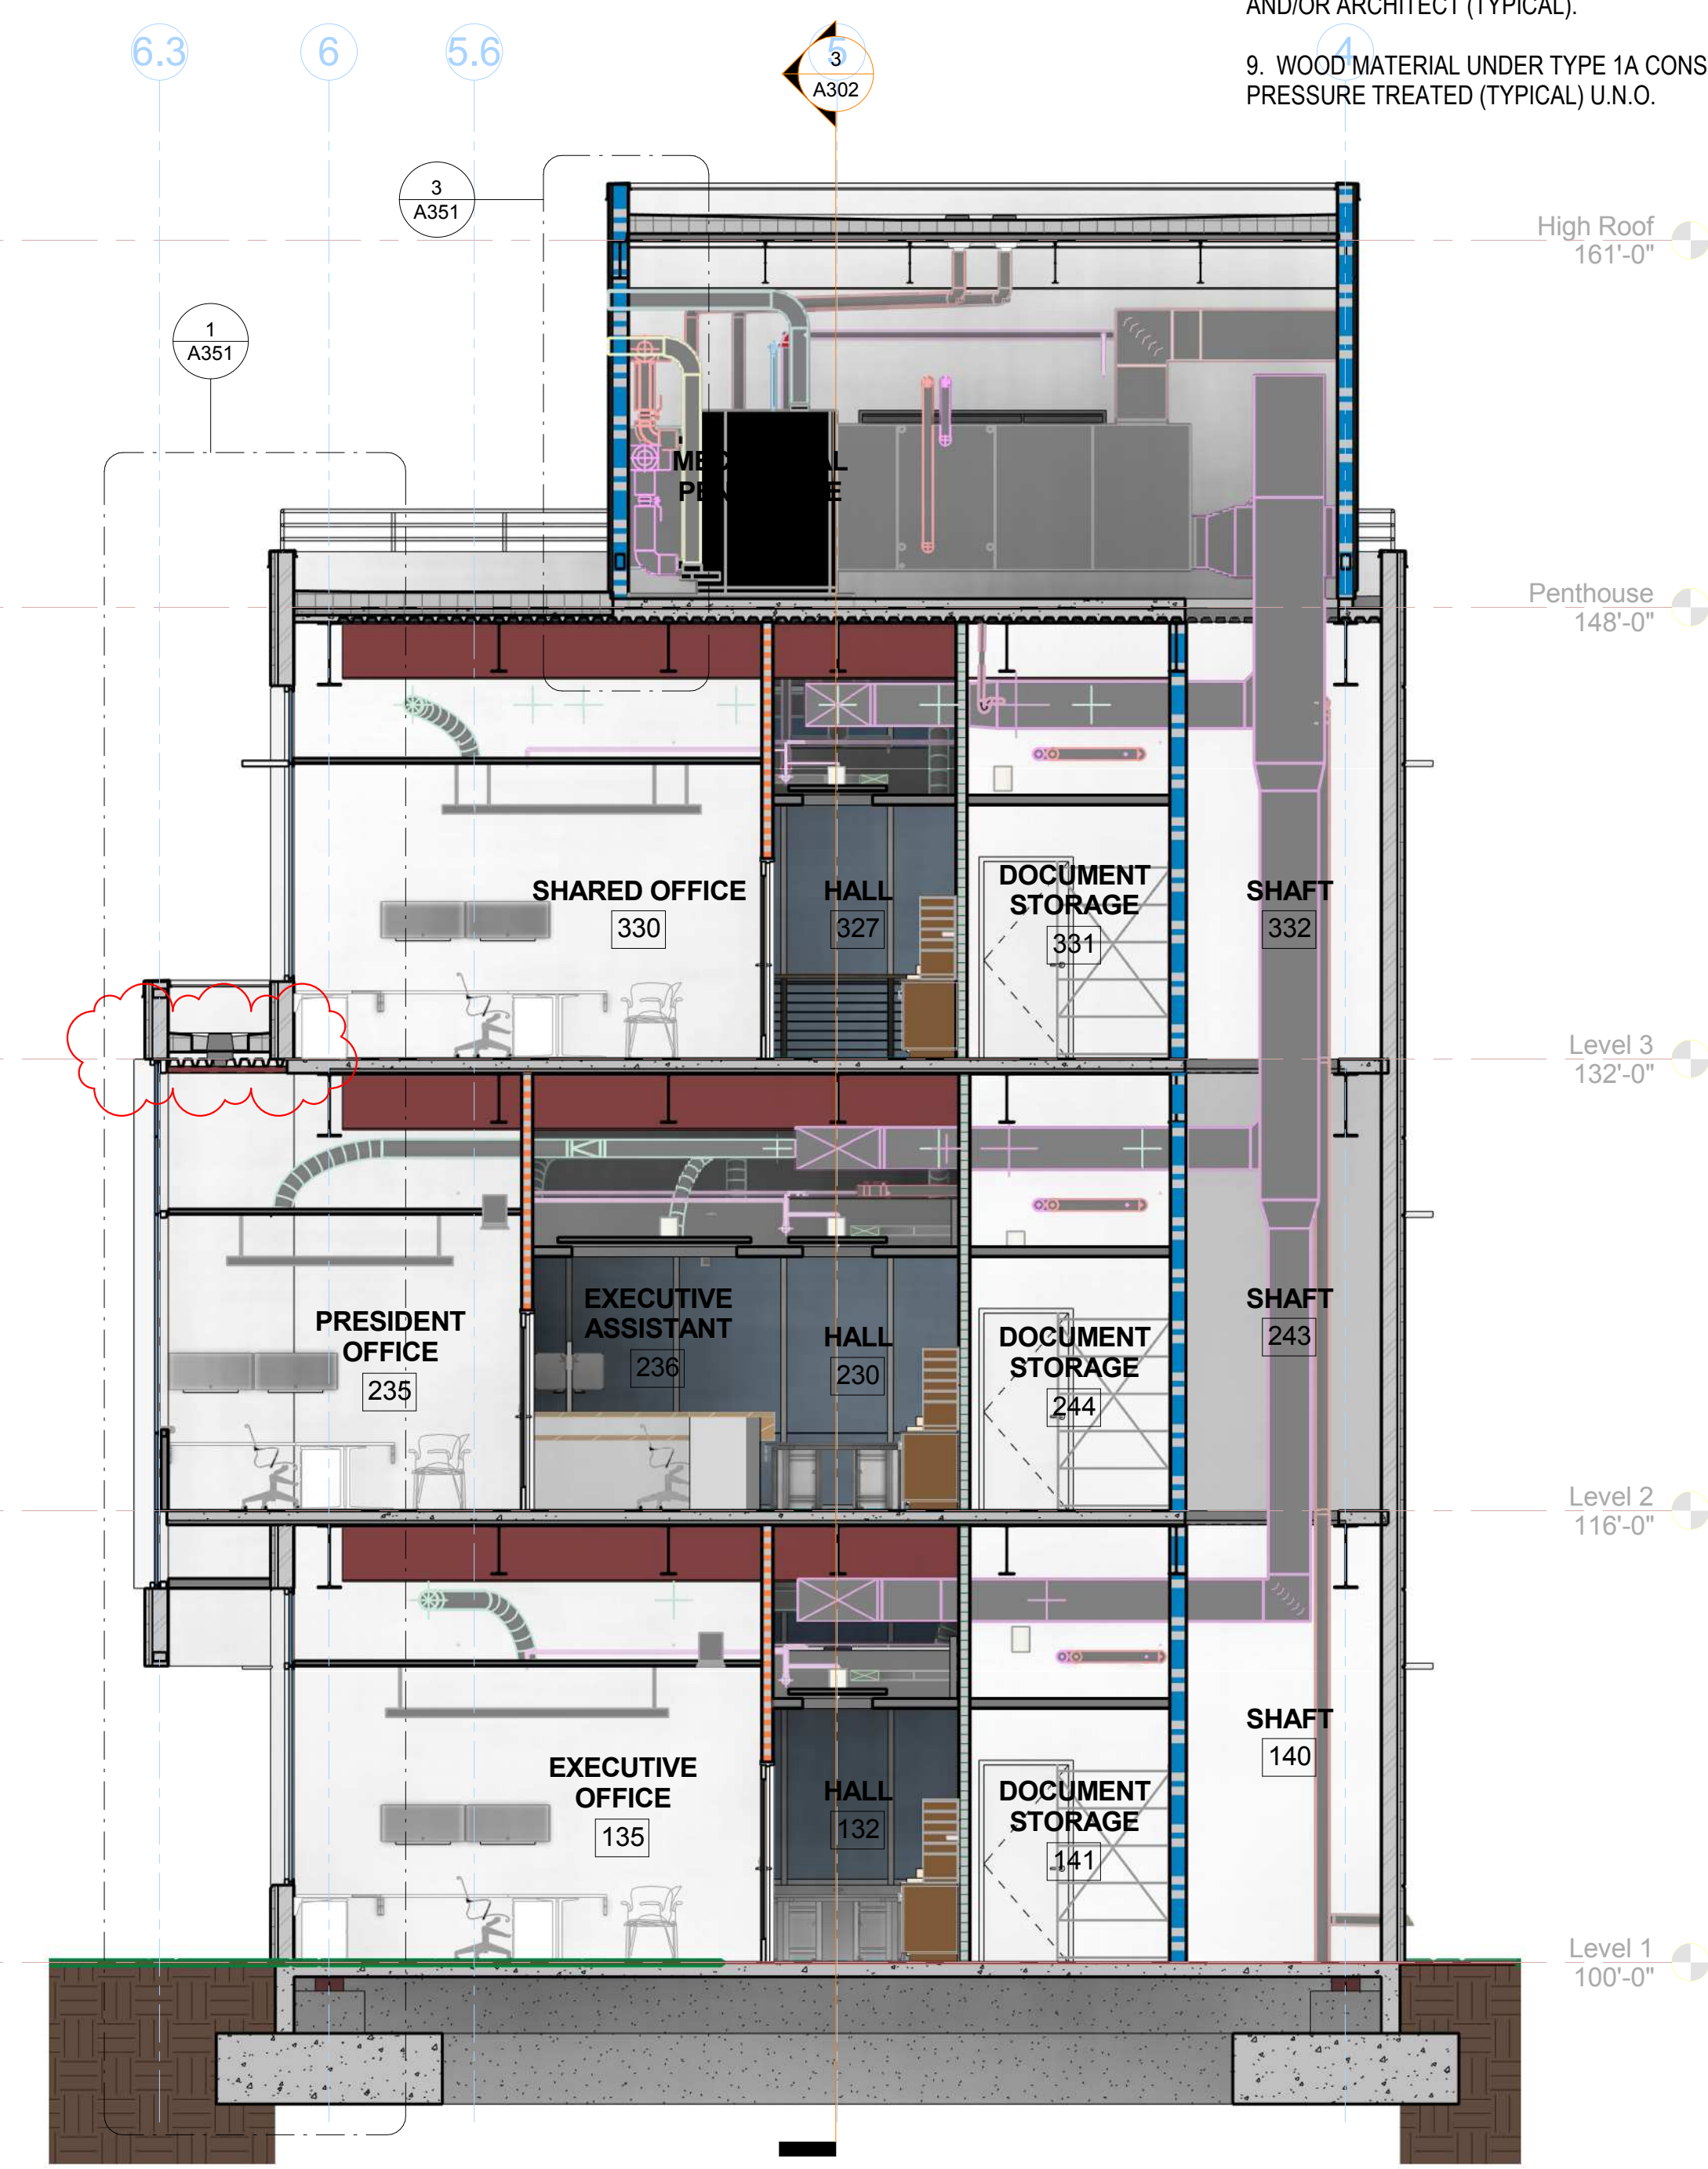 AND/OR ARCHITECT (TYPICAL).
9. WOOD MATERIAL UNDER TYPE 1A CONS
PRESSURE TREATED (TYPICAL) U.N.O.
6.3
6
5.6
5
4
3
A302
3
A351
1
A351
High Roof
161'-0"
Penthouse
148'-0"
SHARED OFFICE
330
HALL
327
DOCUMENT
STORAGE
331
SHAFT
332
Level 3
132'-0"
PRESIDENT
OFFICE
235
EXECUTIVE
ASSISTANT
236
HALL
230
DOCUMENT
STORAGE
244
SHAFT
243
Level 2
116'-0"
EXECUTIVE
OFFICE
135
HALL
132
DOCUMENT
STORAGE
141
SHAFT
140
Level 1
100'-0"